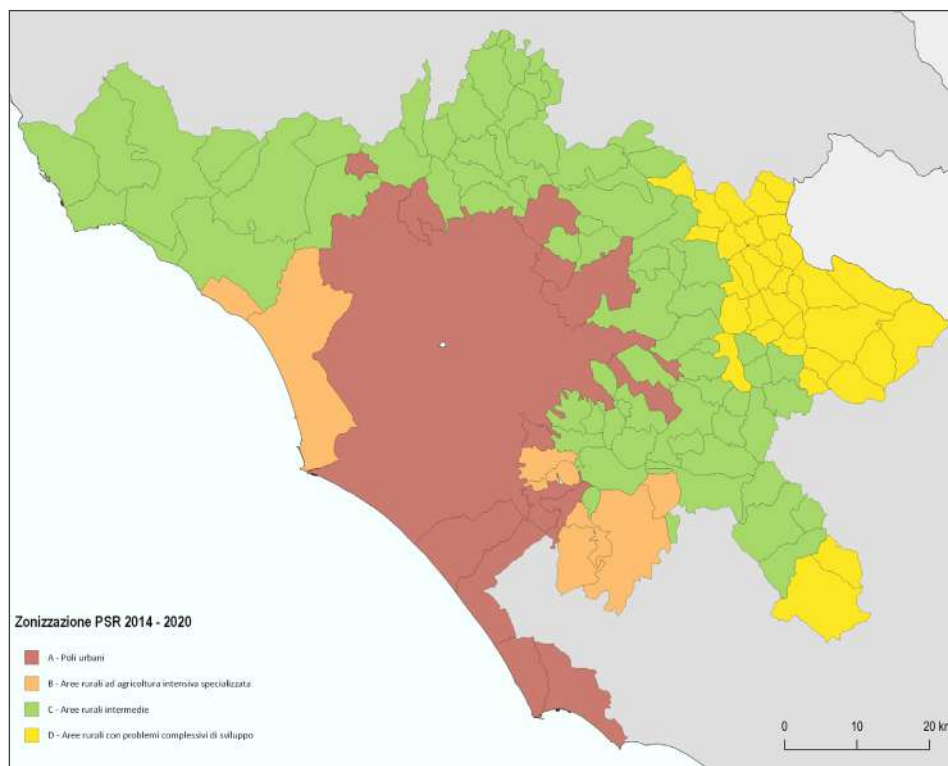 Zonizzazione PSR 2014 - 2020
A - Poli urbani
B - Aree rurali ad agricoltura intensiva specializzata
C - Aree rurali intermedie
D - Aree rurali con problemi complessivi di sviluppo
0 10 20 km